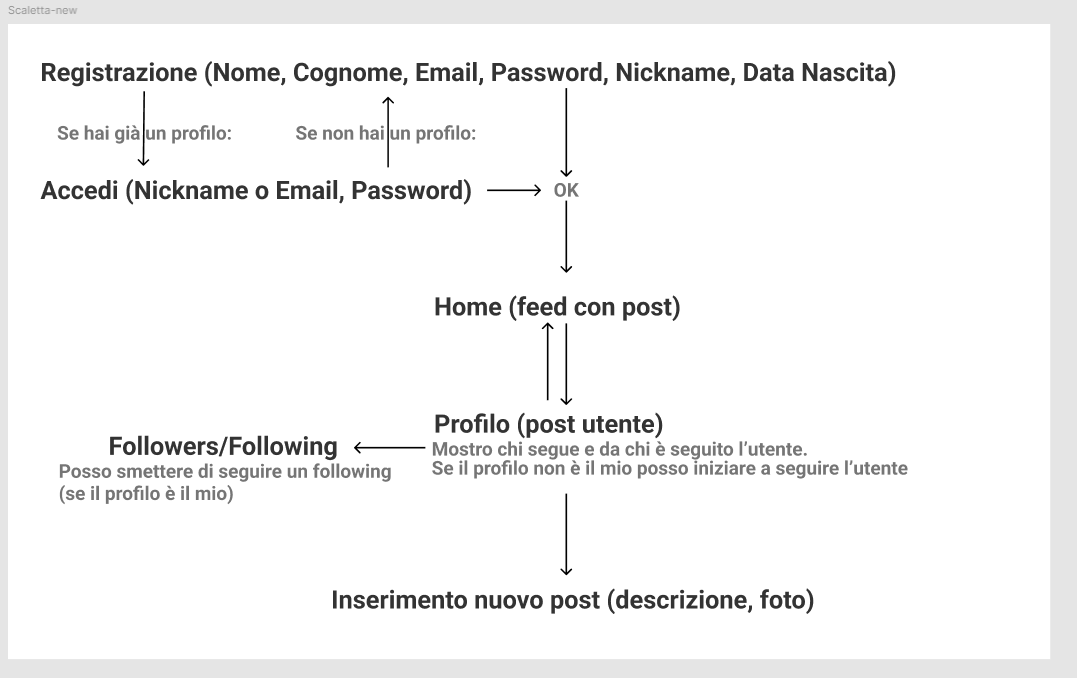 Scaletta-new
Registrazione (Nome, Cognome, Email, Password, Nickname, Data Nascita)
Se hai già un profilo:
Se non hai un profilo:
Accedi (Nickname o Email, Password)
OK
Home (feed con post)
Profilo (post utente)
Mostro chi segue e da chi è seguito l'utente.
Se il profilo non è il mio posso iniziare a seguire l'utente
Followers/Following
Posso smettere di seguire un following
(se il profilo è il mio)
Inserimento nuovo post (descrizione, foto)